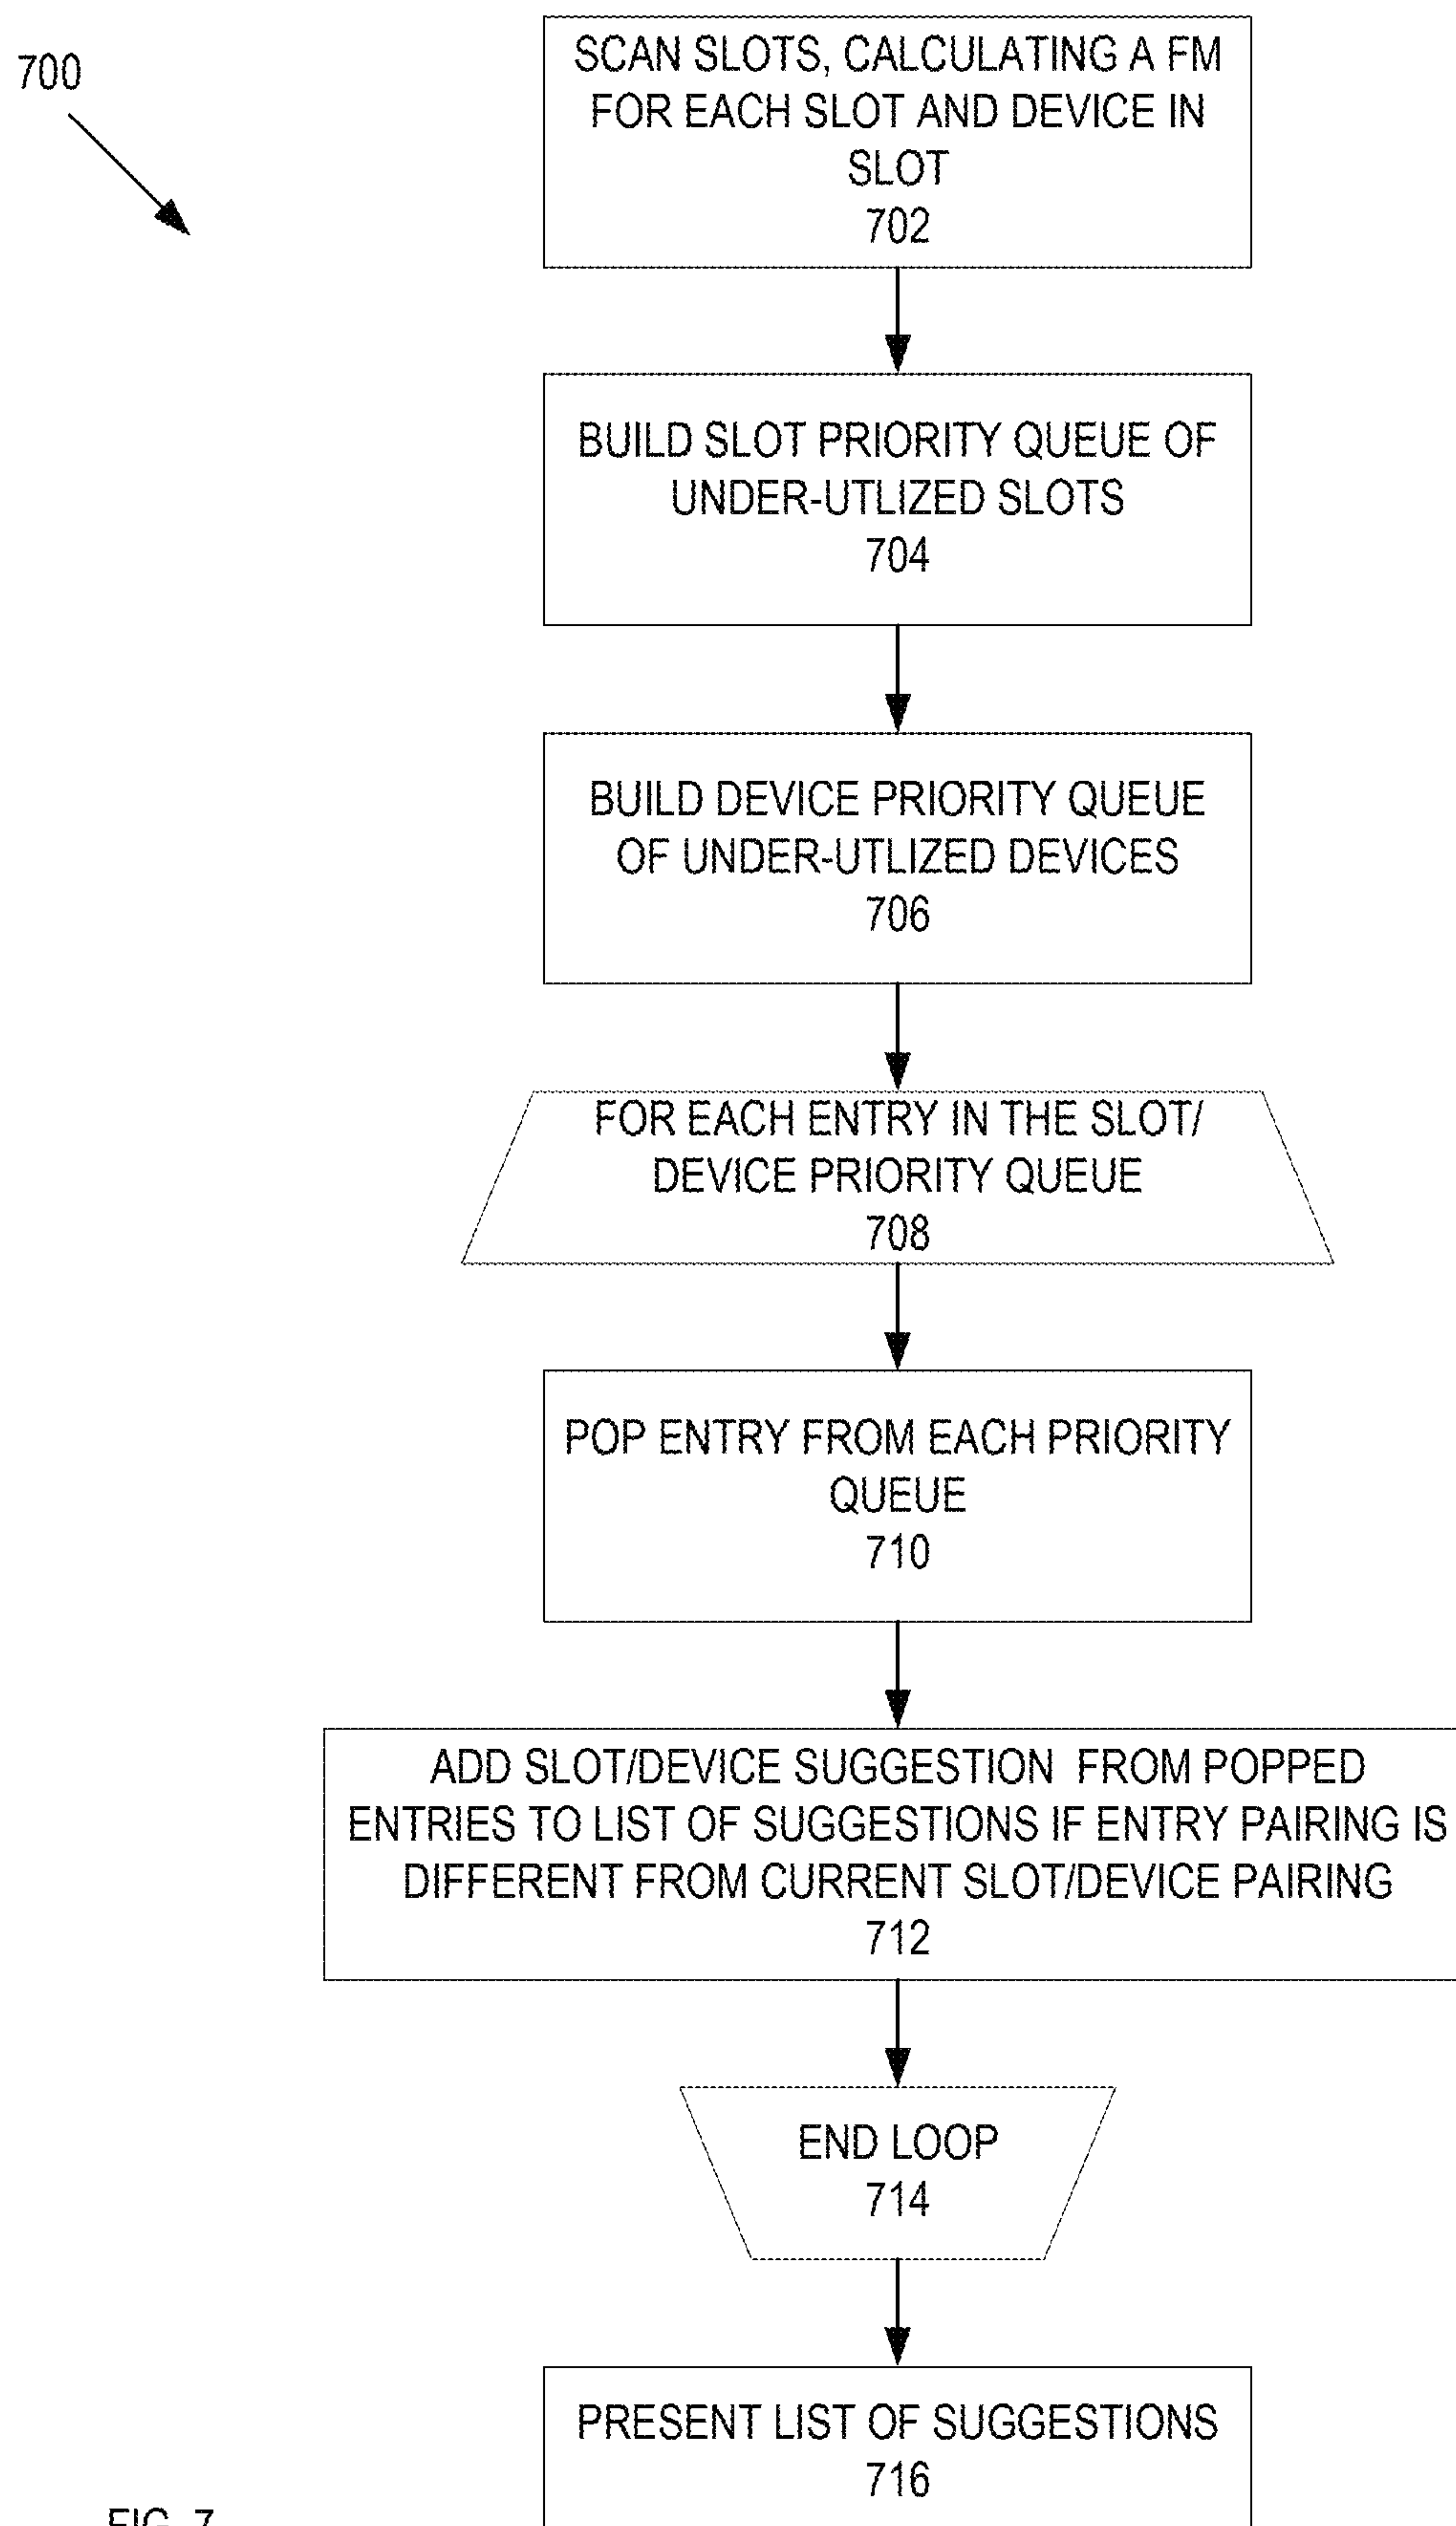 700
SCAN SLOTS, CALCULATING A FM
FOR EACH SLOT AND DEVICE IN
SLOT
702
BUILD SLOT PRIORITY QUEUE OF
UNDER-UTLIZED SLOTS
704
BUILD DEVICE PRIORITY QUEUE
OF UNDER-UTLIZED DEVICES
706
FOR EACH ENTRY IN THE SLOT/
DEVICE PRIORITY QUEUE
708
POP ENTRY FROM EACH PRIORITY
QUEUE
710
ADD SLOT/DEVICE SUGGESTION FROM POPPED
ENTRIES TO LIST OF SUGGESTIONS IF ENTRY PAIRING IS
DIFFERENT FROM CURRENT SLOT/DEVICE PAIRING
712
END LOOP
714
PRESENT LIST OF SUGGESTIONS
716
FIG. 7